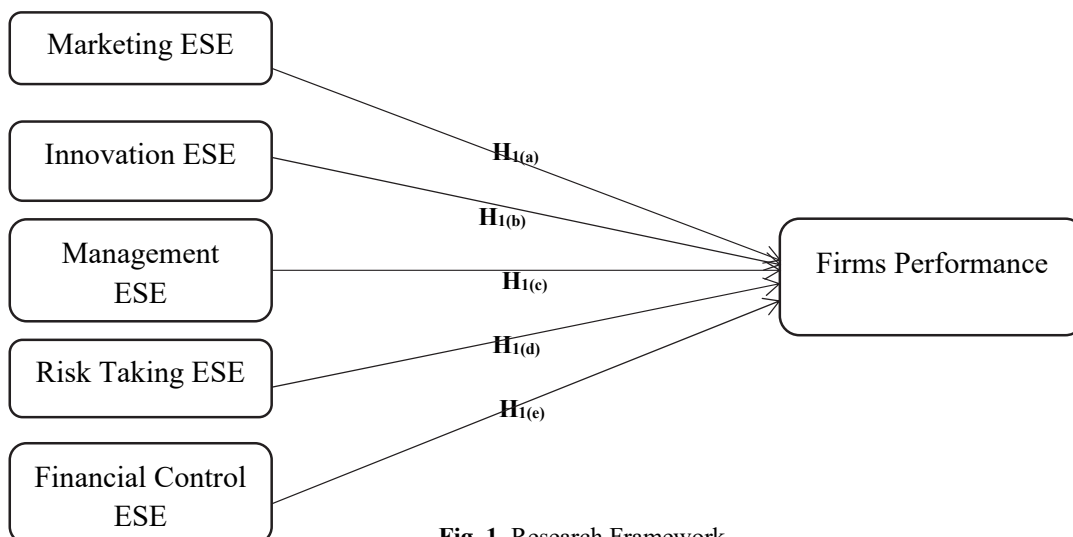 Marketing ESE
H1(a)
Innovation ESE
H1(b)
Management
ESE
H1(c)
Firms Performance
Risk Taking ESE
H1(d)
Financial Control
ESE
H1(e)
Fig. 1. Research Framework